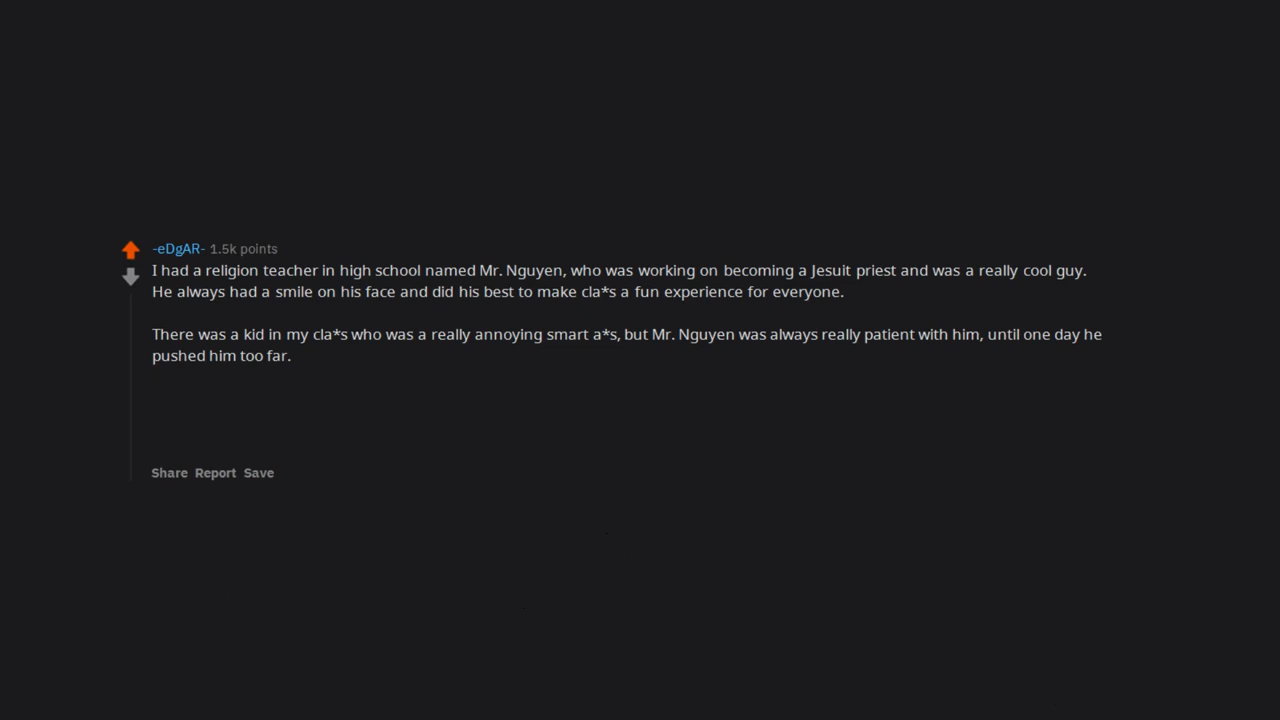 -eDgAR- 1.5k points
I had a religion teacher in high school named Mr. Nguyen, who was working on becoming a Jesuit priest and was a really cool guy.
He always had a smile on his face and did his best to make cla*s a fun experience for everyone.
There was a kid in my cla*s who was a really annoying smart a*s, but Mr. Nguyen was always really patient with him, until one day he
pushed him too far.
Share Report Save